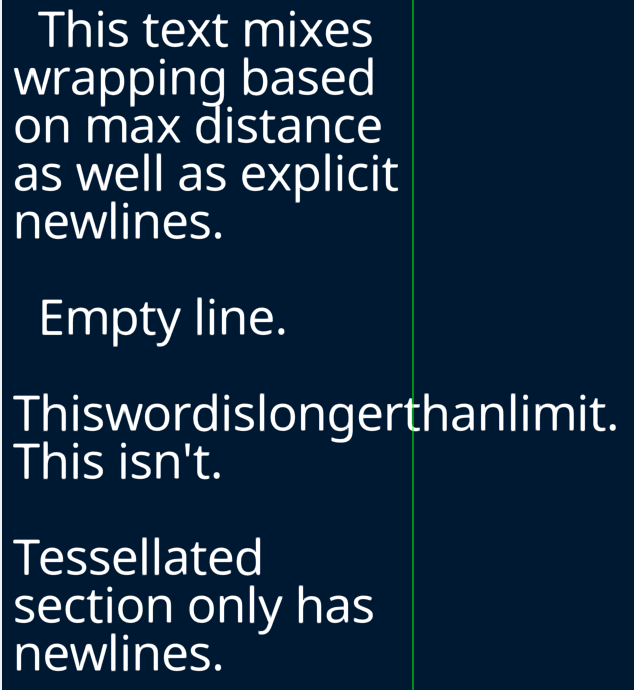 This text mixes
wrapping based
on max distance
as well as explicit
newlines.
Empty line.
Thiswordislongerthanlimit.
This isn't.
Tessellated
section only has
newlines.